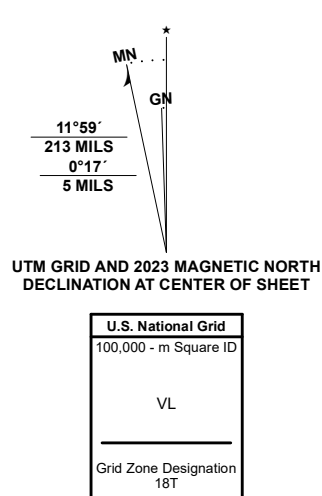 ★
MN
GN
11°59´
213 MILS
0°17´
5 MILS
UTM GRID AND 2023 MAGNETIC NORTH
DECLINATION AT CENTER OF SHEET
U.S. National Grid
100,000 - m Square ID
VL
Grid Zone Designation
18T